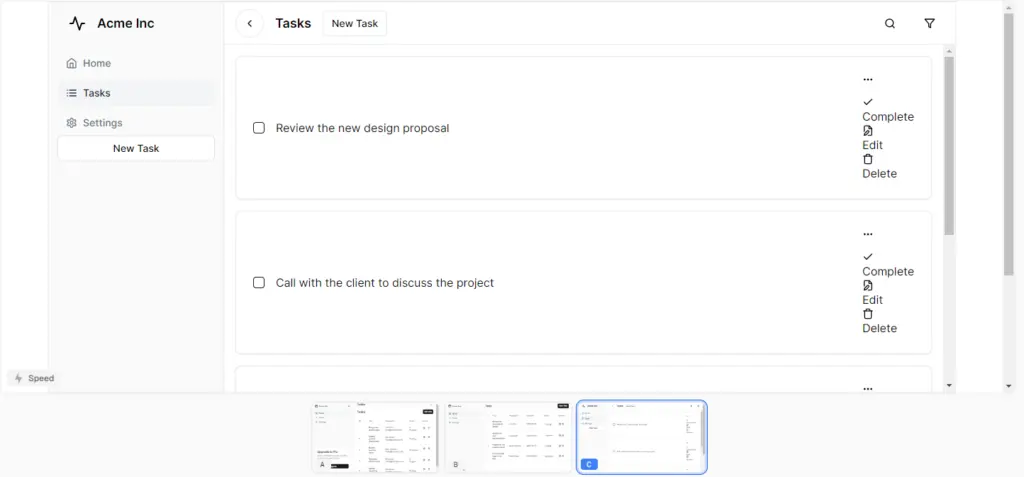 Acme Inc
Tasks
New Task
Home
Tasks
Settings
New Task
Review the new design proposal
...
Complete
Edit
Delete
Call with the client to discuss the project
...
Complete
Edit
Delete
...
Speed
A
B
C